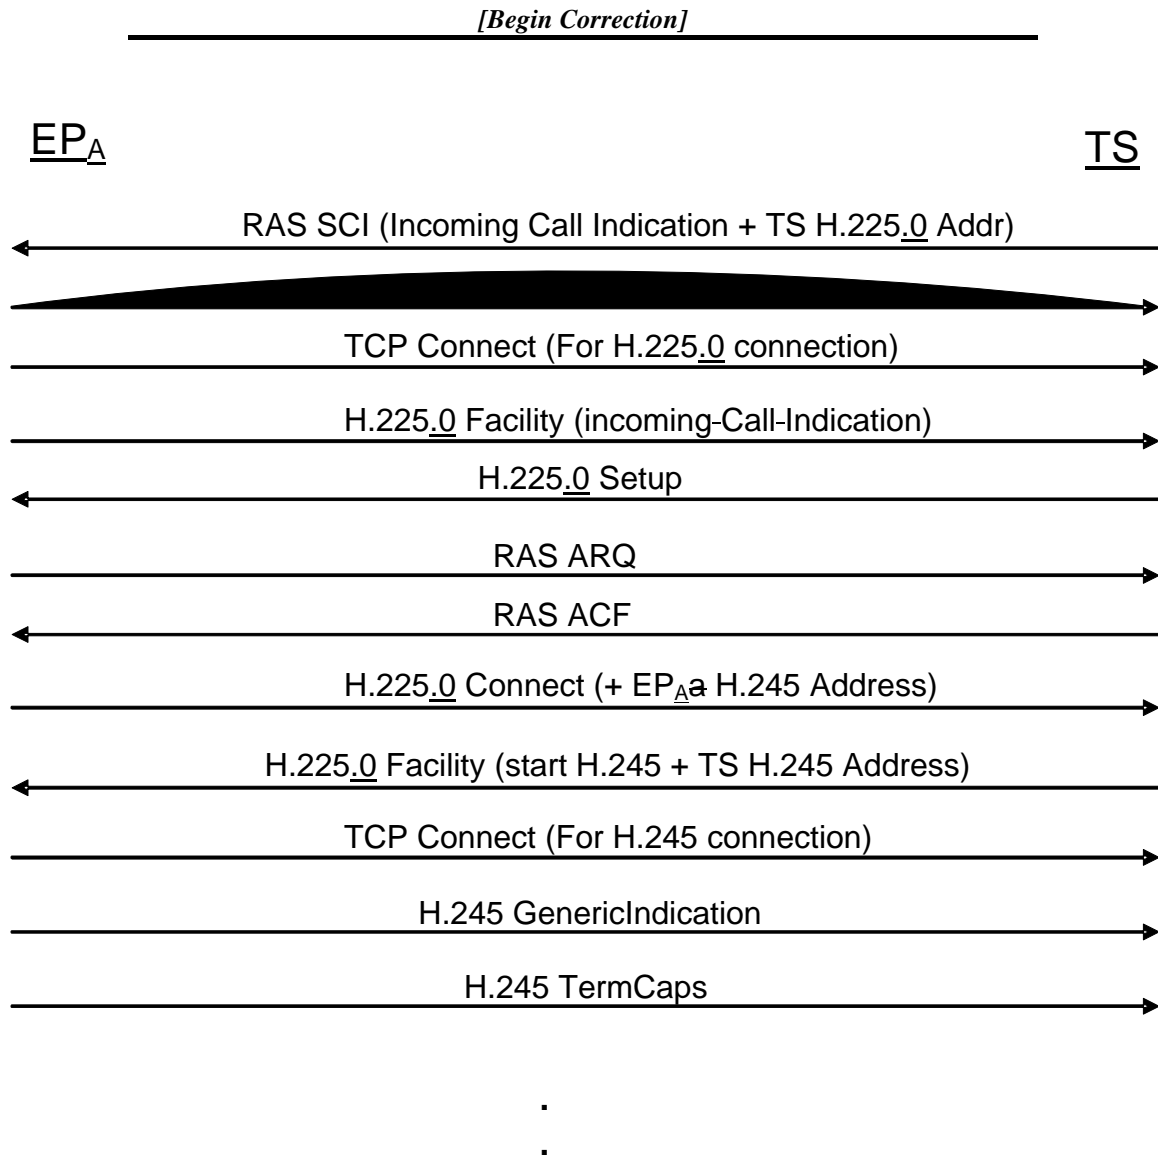 [Begin Correction]
EPA
TS
RAS SCI (Incoming Call Indication + TS H.225.0 Addr)
TCP Connect (For H.225.0 connection)
H.225.0 Facility (incoming-Call-Indication)
H.225.0 Setup
RAS ARQ
RAS ACF
H.225.0 Connect (+ EPAa H.245 Address)
H.225.0 Facility (start H.245 + TS H.245 Address)
TCP Connect (For H.245 connection)
H.245 GenericIndication
H.245 TermCaps
.
.